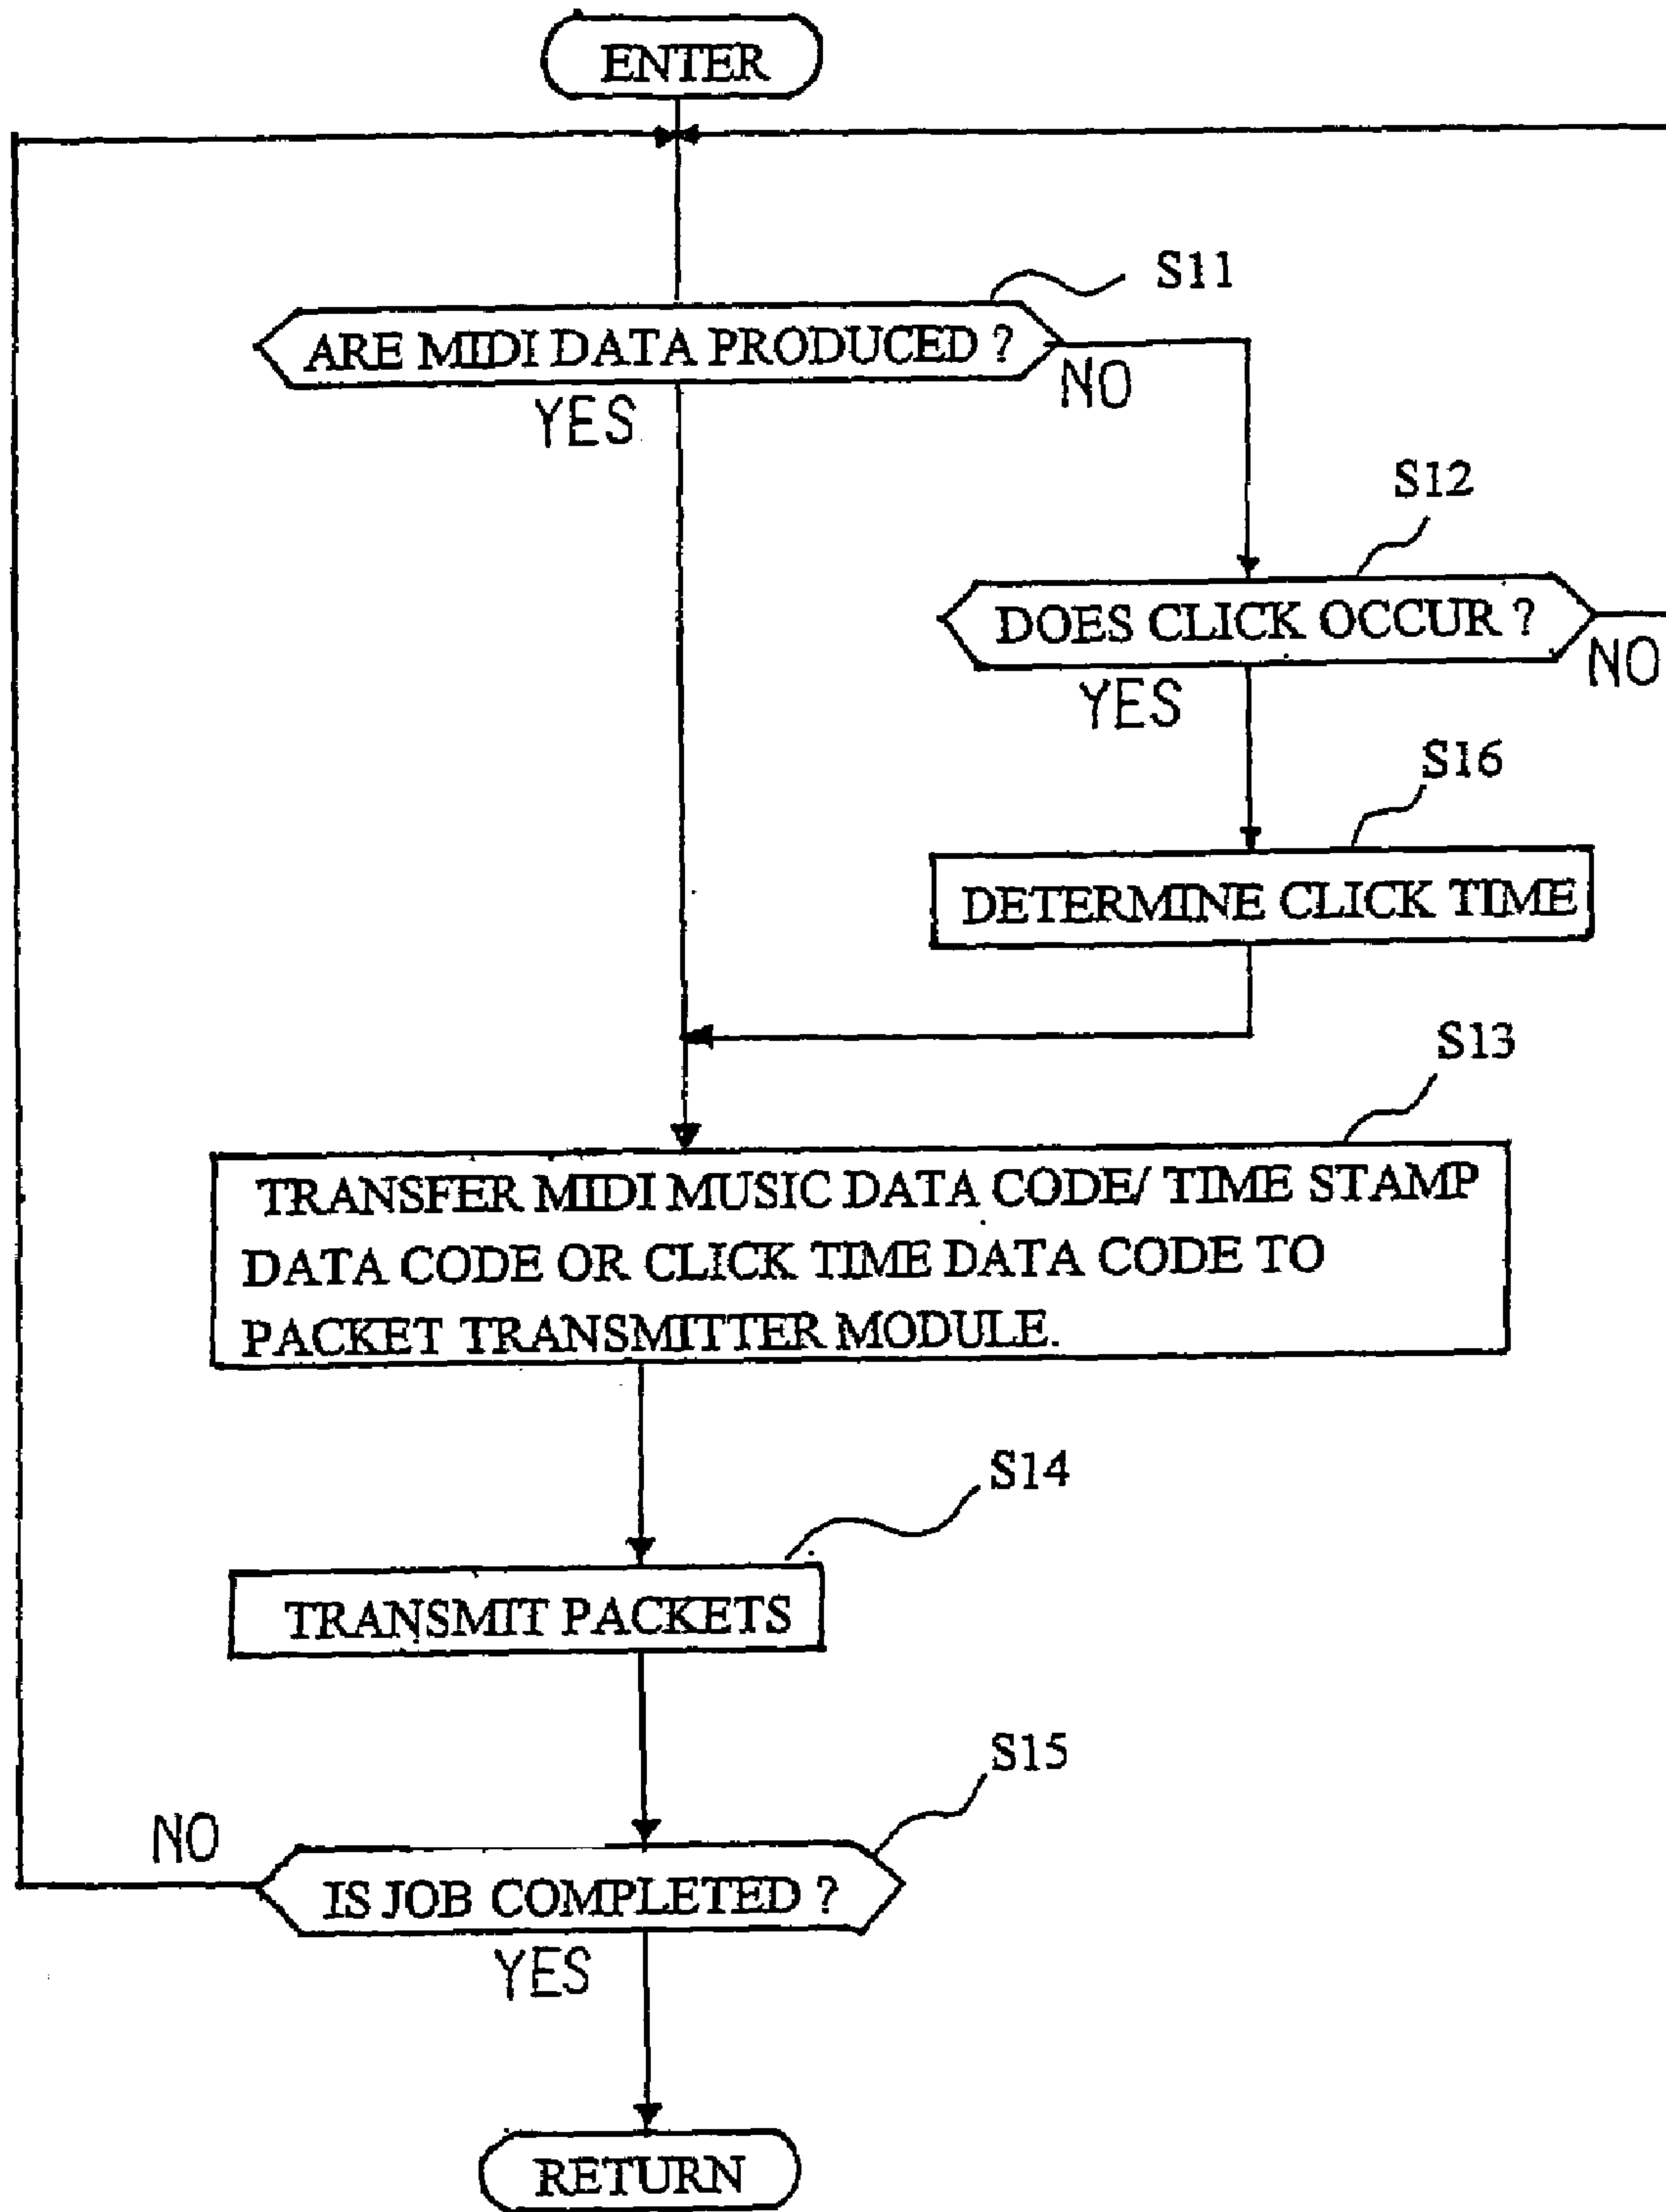 ENTER
S11
ARE MIDI DATA PRODUCED ?
YES
NO
S12
DOES CLICK OCCUR ?
YES
NO
S16
DETERMINE CLICK TIME
S13
TRANSFER MIDI MUSIC DATA CODE/ TIME STAMP
DATA CODE OR CLICK TIME DATA CODE TO
PACKET TRANSMITTER MODULE.
S14
TRANSMIT PACKETS
S15
NO
IS JOB COMPLETED ?
YES
RETURN